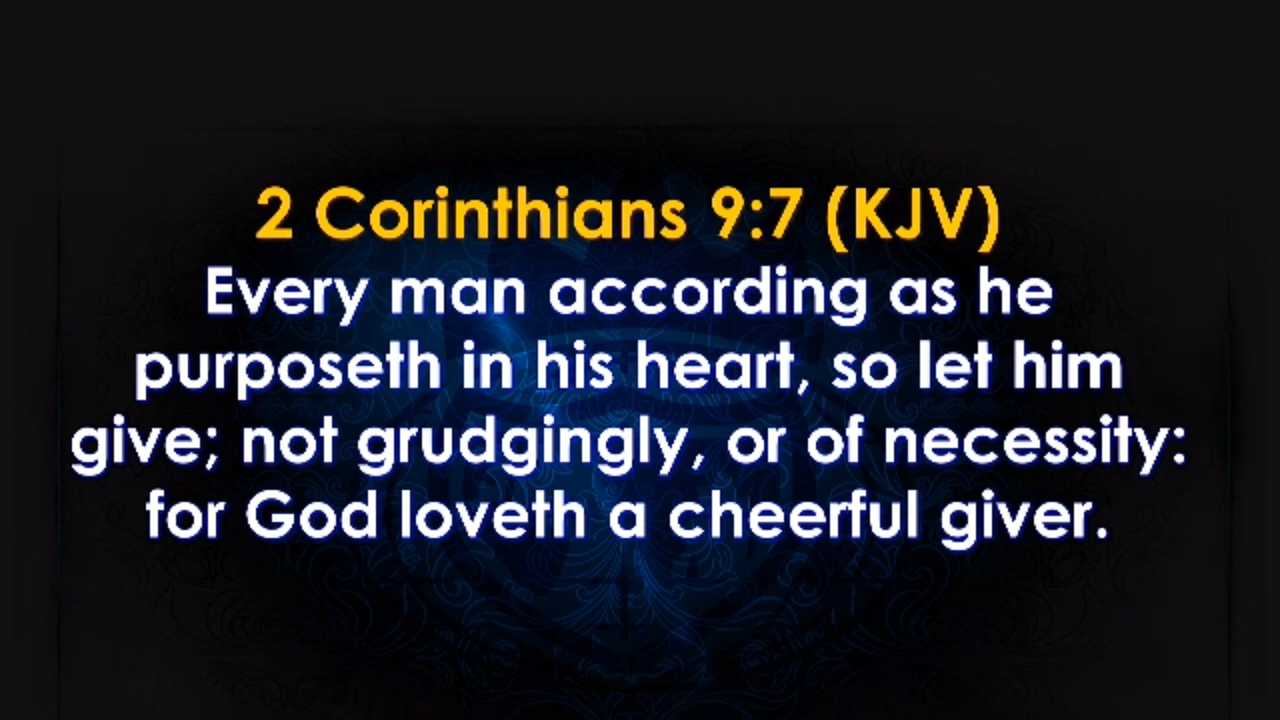 2 Corinthians 9:7 (KJV)
Every man according as he
purposeth in his heart, so let him
give; not grudgingly, or of necessity:
for God loveth a cheerful giver.